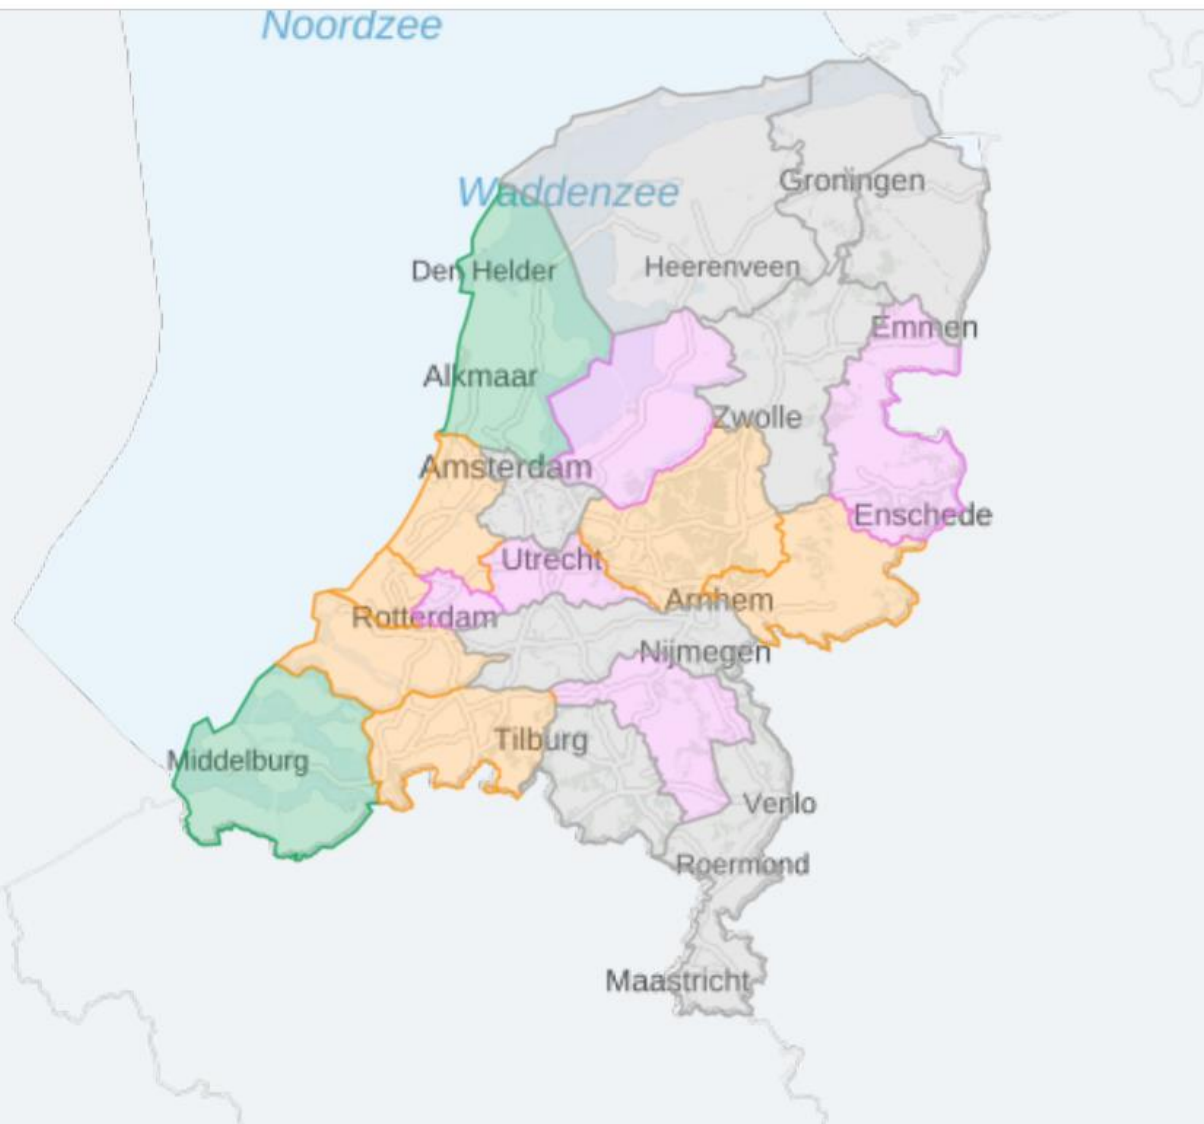 Noordzee
Groningen
Waddenzee
Den Helder
Heerenveen
Emmen
Alkmaar
Zwolle
Amsterdam
Enschede
Utrecht
Arnhem
Rotterdam
Nijmegen
Tilburg
Middelburg
Venlo
Roermond
Maastricht